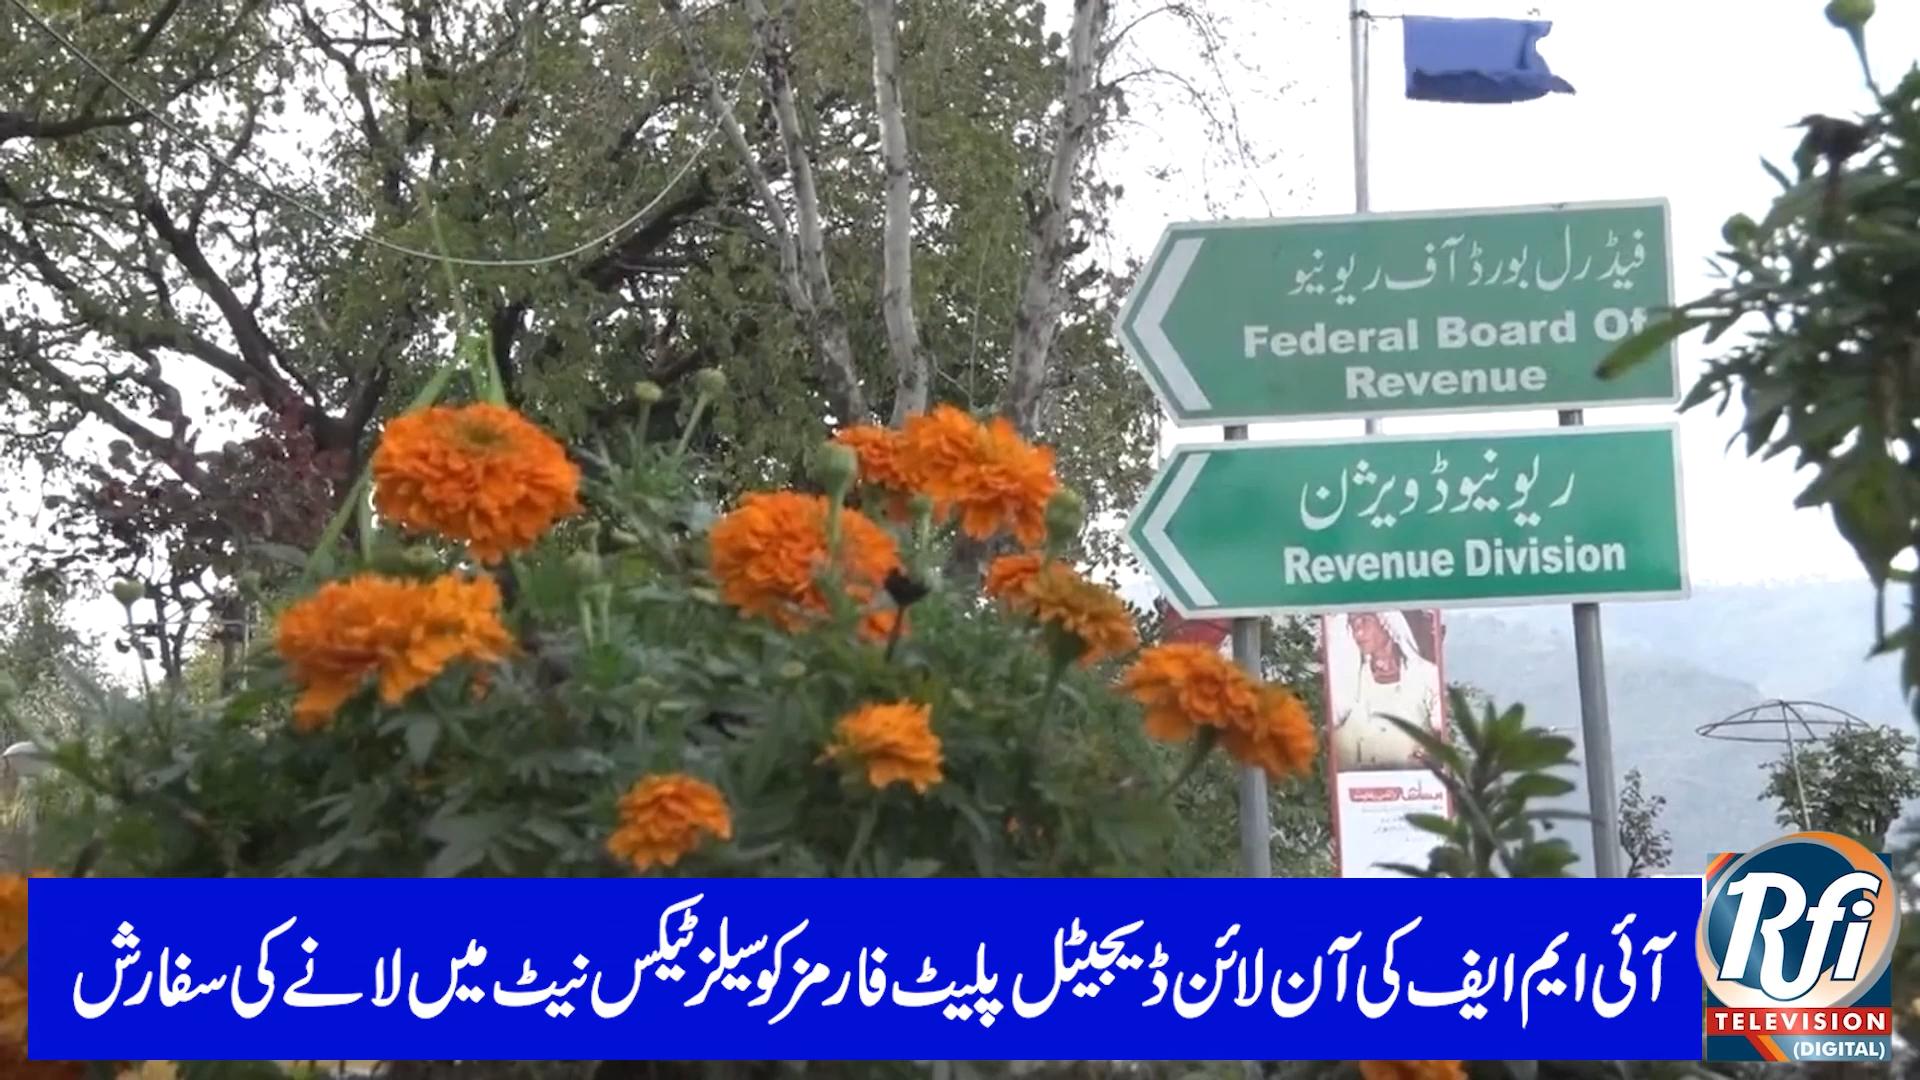 فیڈرل بورڈ آف ریونیو
Federal Board Of
Revenue
ریونیو ڈویژن
Revenue Division
آئی ایم ایف کی آن لائن ڈیجیٹل پلیٹ فارمز کو سیلز ٹیکس نیٹ میں لانے کی سفارش
Rfi
TELEVISION
(DIGITAL)